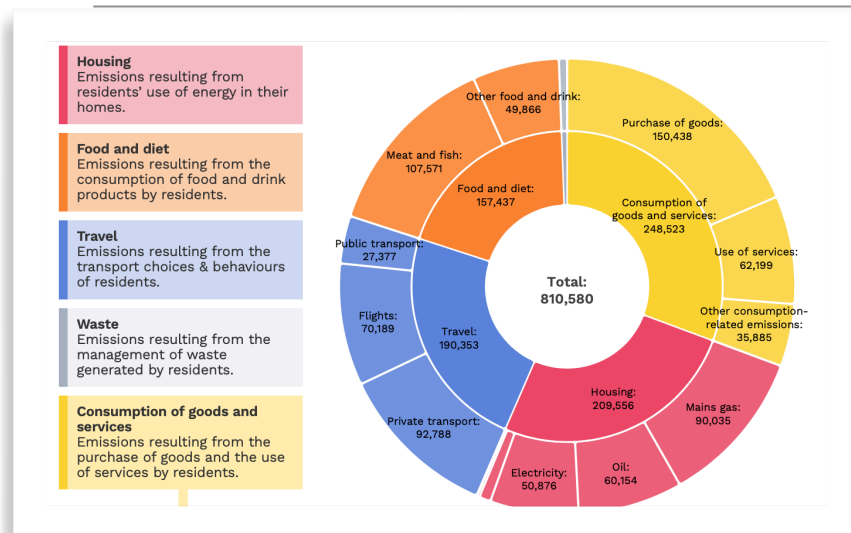 Housing
Emissions resulting from
residents' use of energy in their
homes.
Food and diet
Emissions resulting from the
consumption of food and drink
products by residents.
Travel
Emissions resulting from the
transport choices & behaviours
of residents.
Waste
Emissions resulting from the
management of waste
generated by residents.
Consumption of goods and
services
Emissions resulting from the
purchase of goods and the use
of services by residents.
Other food and drink:
49,866
Purchase of goods:
150,438
Meat and fish:
107,571
Food and diet:
157,437
Consumption of
goods and services:
248,523
Public transport:
27,377
Use of services:
62,199
Total:
810,580
Flights:
70,189
Travel:
190,353
Other consumption-
related emissions:
35,885
Housing:
209,556
Mains gas:
90,035
Private transport:
92,788
Electricity:
50,876
Oil:
60,154